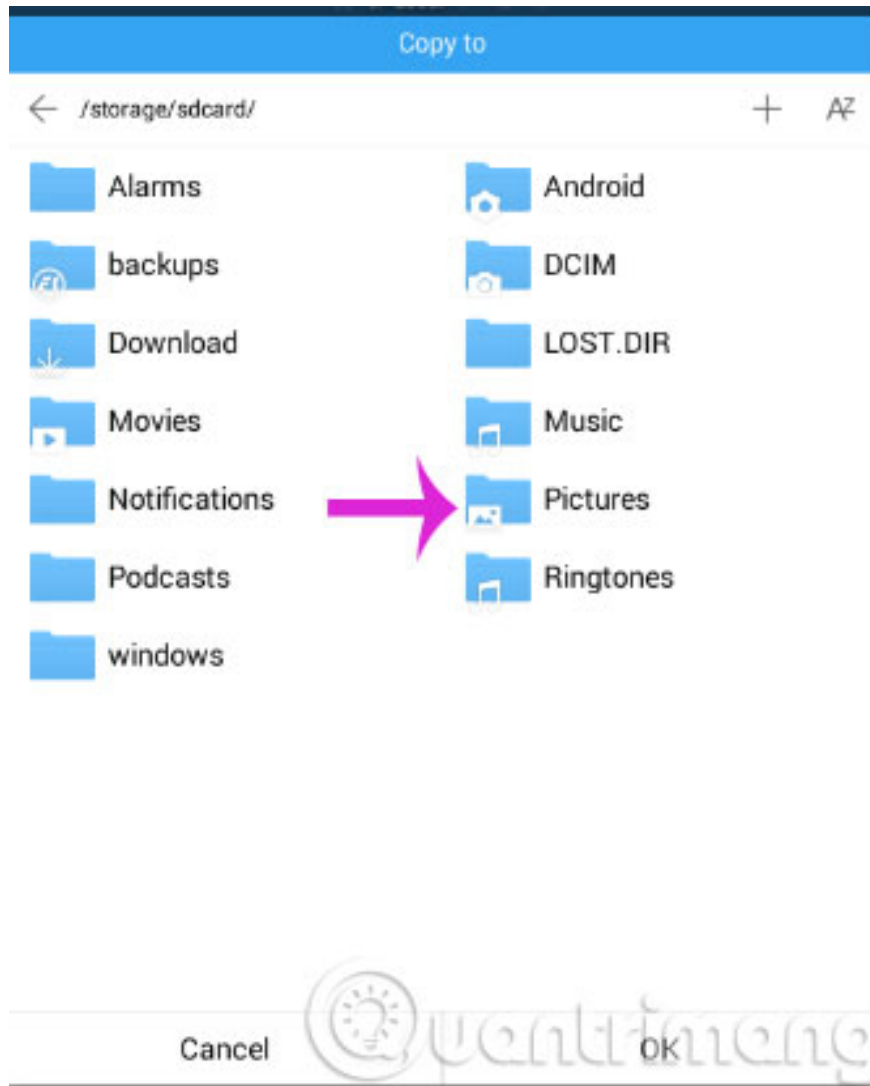 Copy to
/storage/sdcard/
AZ
Alarms
Android
backups
DCIM
Download
LOST.DIR
Movies
Music
Notifications
Pictures
Podcasts
Ringtones
windows
Quantrimang
Cancel
OK